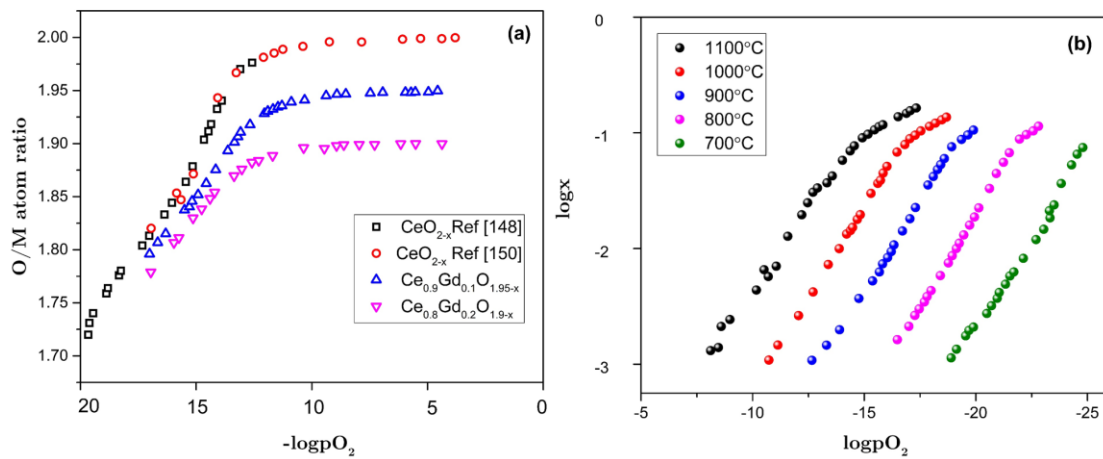 (a)
O/M atom ratio
2.00
1.95
1.90
1.85
1.80
1.75
1.70
CeO2-x Ref [148]
CeO2-x Ref [150]
Ce0.9Gd0.1O1.95-x
Ce0.8Gd0.2O1.9-x
20 15 10 5 0
-logpO2
(b)
logx
0
-1
-2
-3
1100°C
1000°C
900°C
800°C
700°C
-5 -10 -15 -20 -25
logpO2